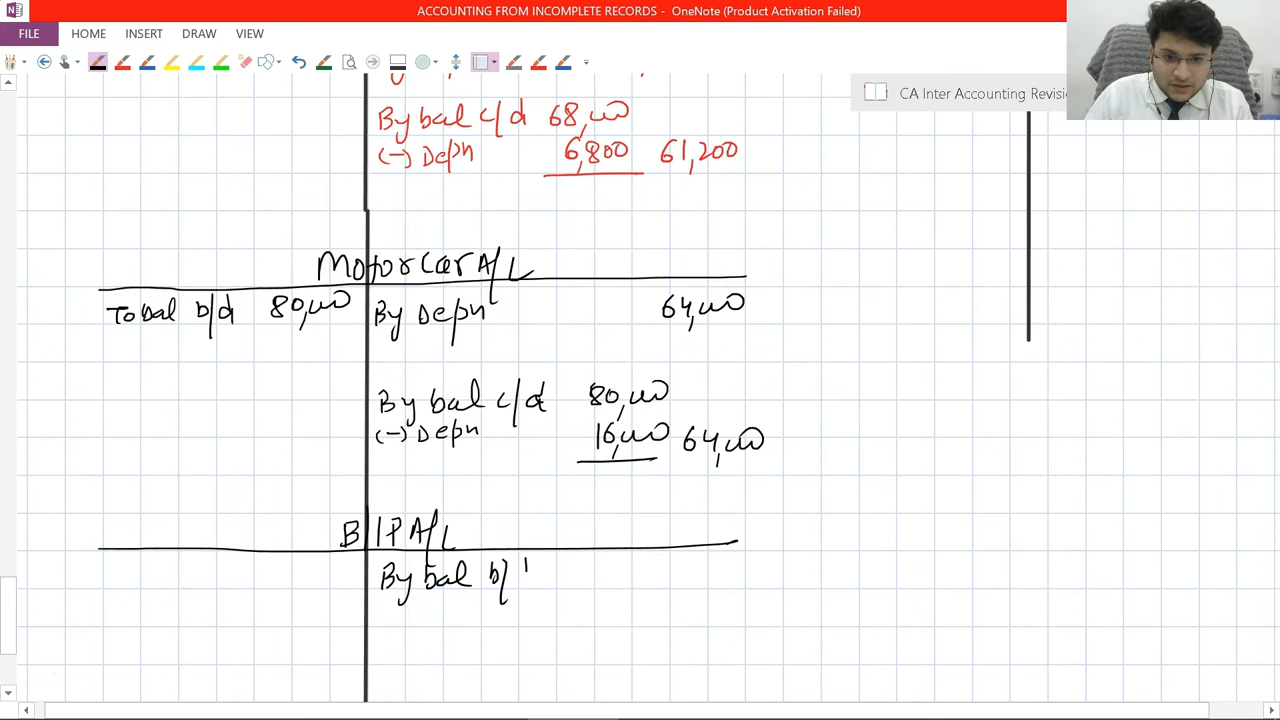 ACCOUNTING FROM INCOMPLETE RECORDS - OneNote (Product Activation Failed)
FILE HOME INSERT DRAW VIEW
CA Inter Accounting Revisi
By bal c/d 68,000
(-) Depn 6,800 61,200
Motor Car A/c
To bal b/d 80,000 By Depn 64,000
By bal c/d 80,000
(-) Depn 16,000 64,000
B/P A/c
By bal b/